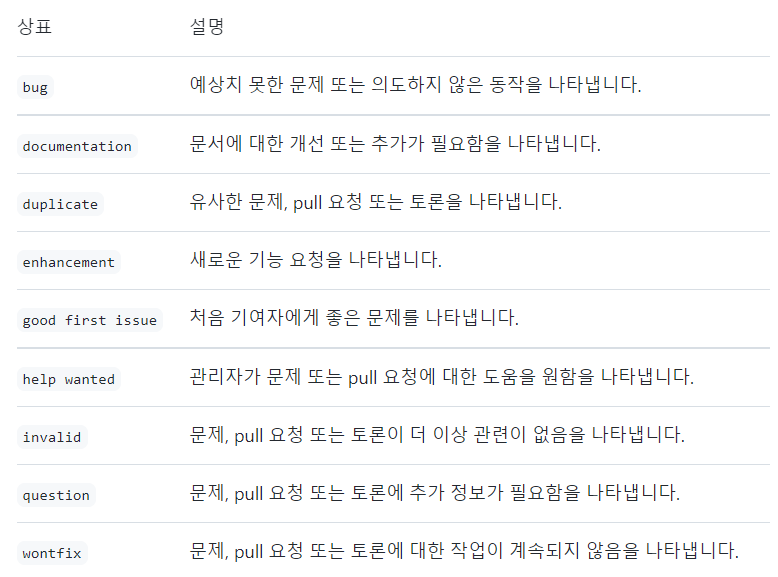 상표 설명
bug 예상치 못한 문제 또는 의도하지 않은 동작을 나타냅니다.
documentation 문서에 대한 개선 또는 추가가 필요함을 나타냅니다.
duplicate 유사한 문제, pull 요청 또는 토론을 나타냅니다.
enhancement 새로운 기능 요청을 나타냅니다.
good first issue 처음 기여자에게 좋은 문제를 나타냅니다.
help wanted 관리자가 문제 또는 pull 요청에 대한 도움을 원함을 나타냅니다.
invalid 문제, pull 요청 또는 토론이 더 이상 관련이 없음을 나타냅니다.
question 문제, pull 요청 또는 토론에 추가 정보가 필요함을 나타냅니다.
wontfix 문제, pull 요청 또는 토론에 대한 작업이 계속되지 않음을 나타냅니다.